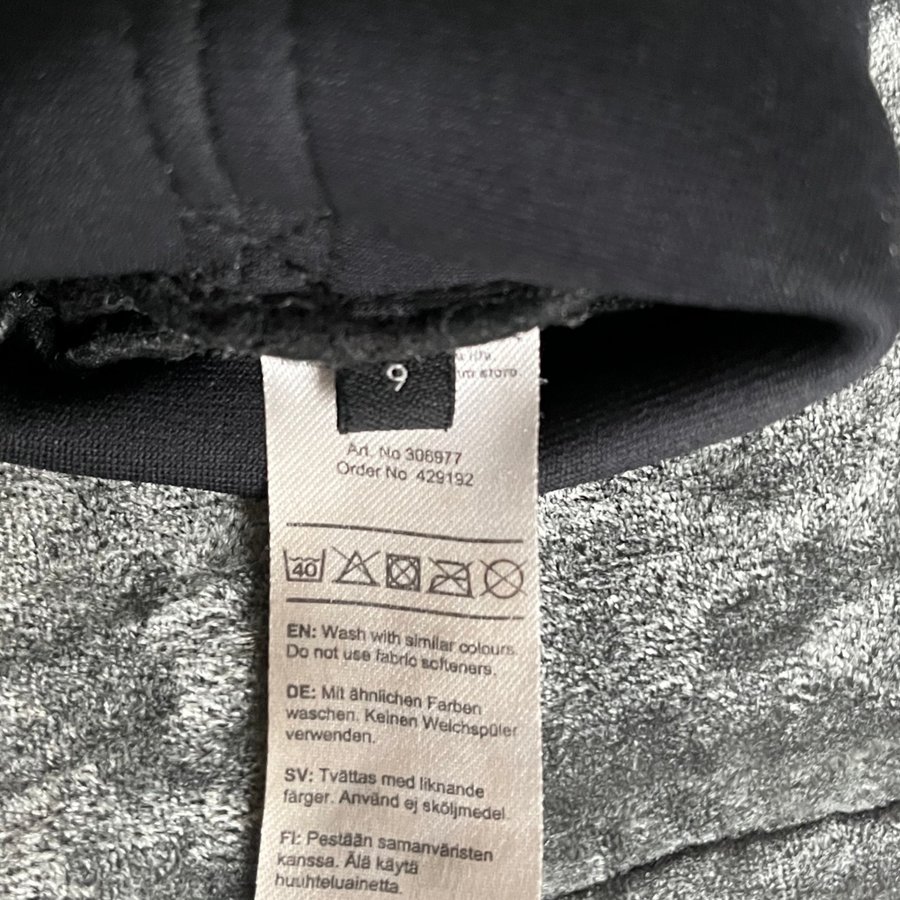 9
store
Art. No 306977
Order No 429192
40
EN: Wash with similar colours.
Do not use fabric softeners.
DE: Mit ähnlichen Farben
waschen. Keinen Weichspüler
verwenden.
SV: Tvättas med liknande
färger. Använd ej sköljmedel
FI: Pestään samanväristen
kanssa. Älä käytä
huuhteluainetta.